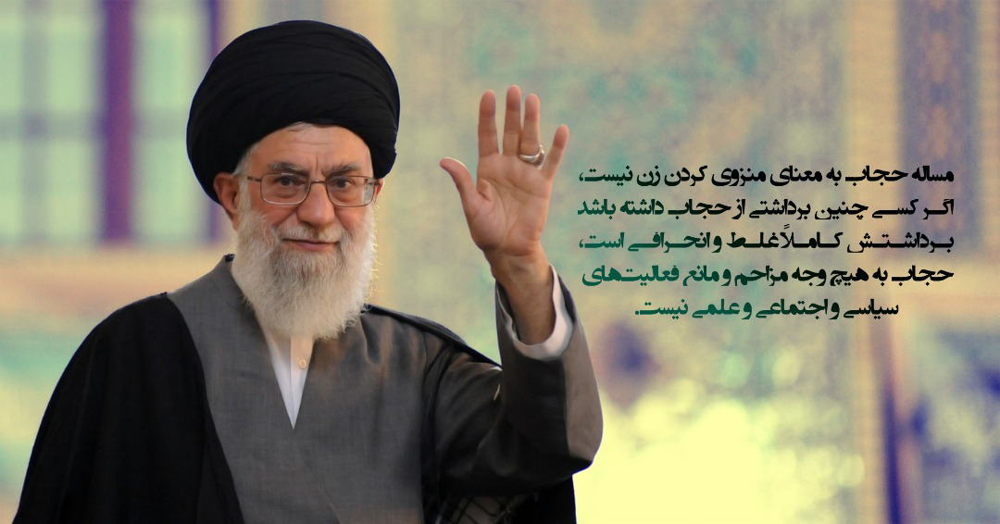 مساله حجاب به معنای منزوی کردن زن نیست،
اگر کسی چنین برداشتی از حجاب داشته باشد
برداشتش کاملاً غلط و انحرافی است،
حجاب به هیچ وجه مزاحم و مانع فعالیت‌های
سیاسی و اجتماعی و علمی نیست.